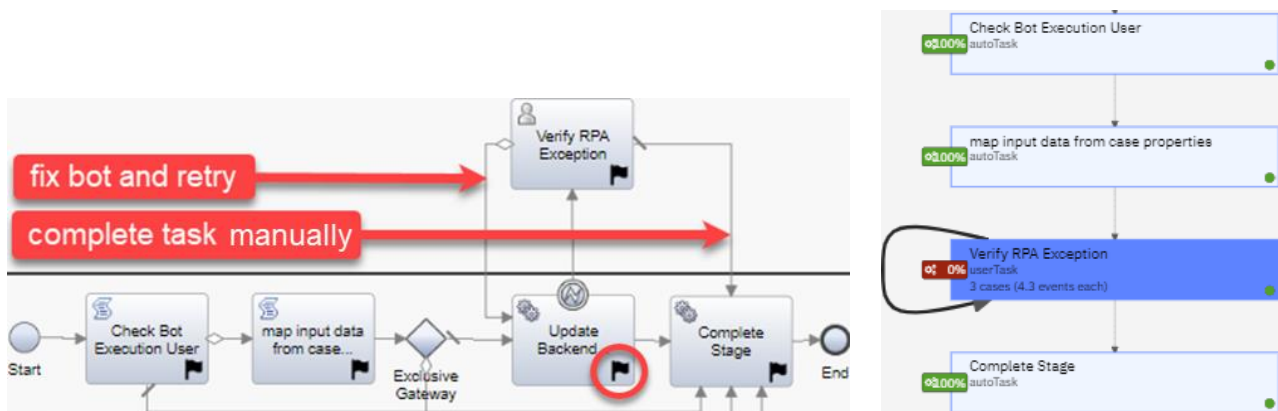 Verify RPA
Exception
fix bot and retry
complete task manually
Start
Check Bot
Execution User
map input data
from case...
Exclusive
Gateway
Update
Backend
Complete
Stage
End
100%
Check Bot Execution User
autoTask
100%
map input data from case properties
autoTask
0%
Verify RPA Exception
userTask
3 cases (4.3 events each)
100%
Complete Stage
autoTask